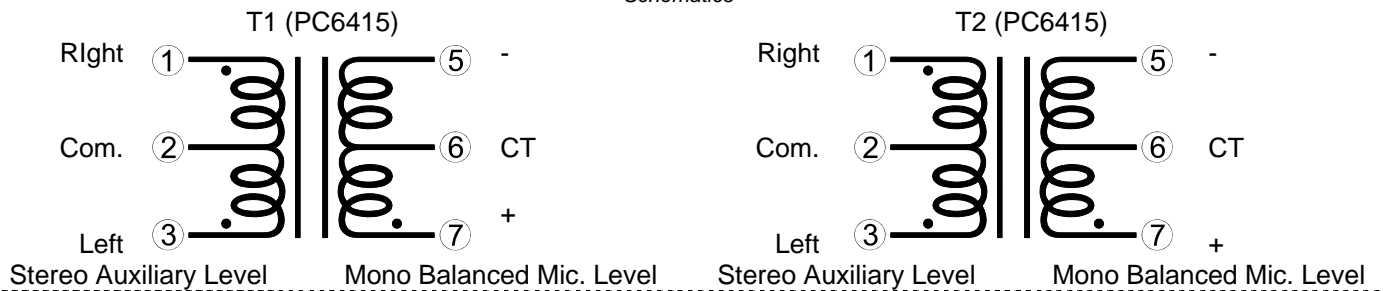 Schematics
T1 (PC6415)
RIght 1 5 -
Com. 2 6 CT
Left 3 7 +
Stereo Auxiliary Level Mono Balanced Mic. Level
T2 (PC6415)
Right 1 5 -
Com. 2 6 CT
Left 3 7 +
Stereo Auxiliary Level Mono Balanced Mic. Level